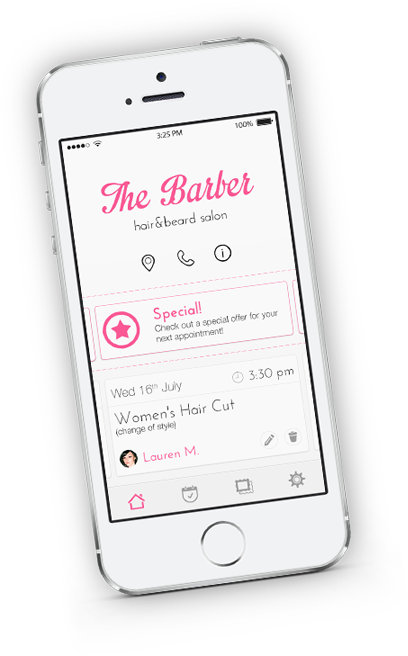 3:25 PM
100%
The Barber
hair&beard salon
Special!
Check out a special offer for your
next appointment!
Wed 16th July
3:30 pm
Women's Hair Cut
(change of style)
Lauren M.